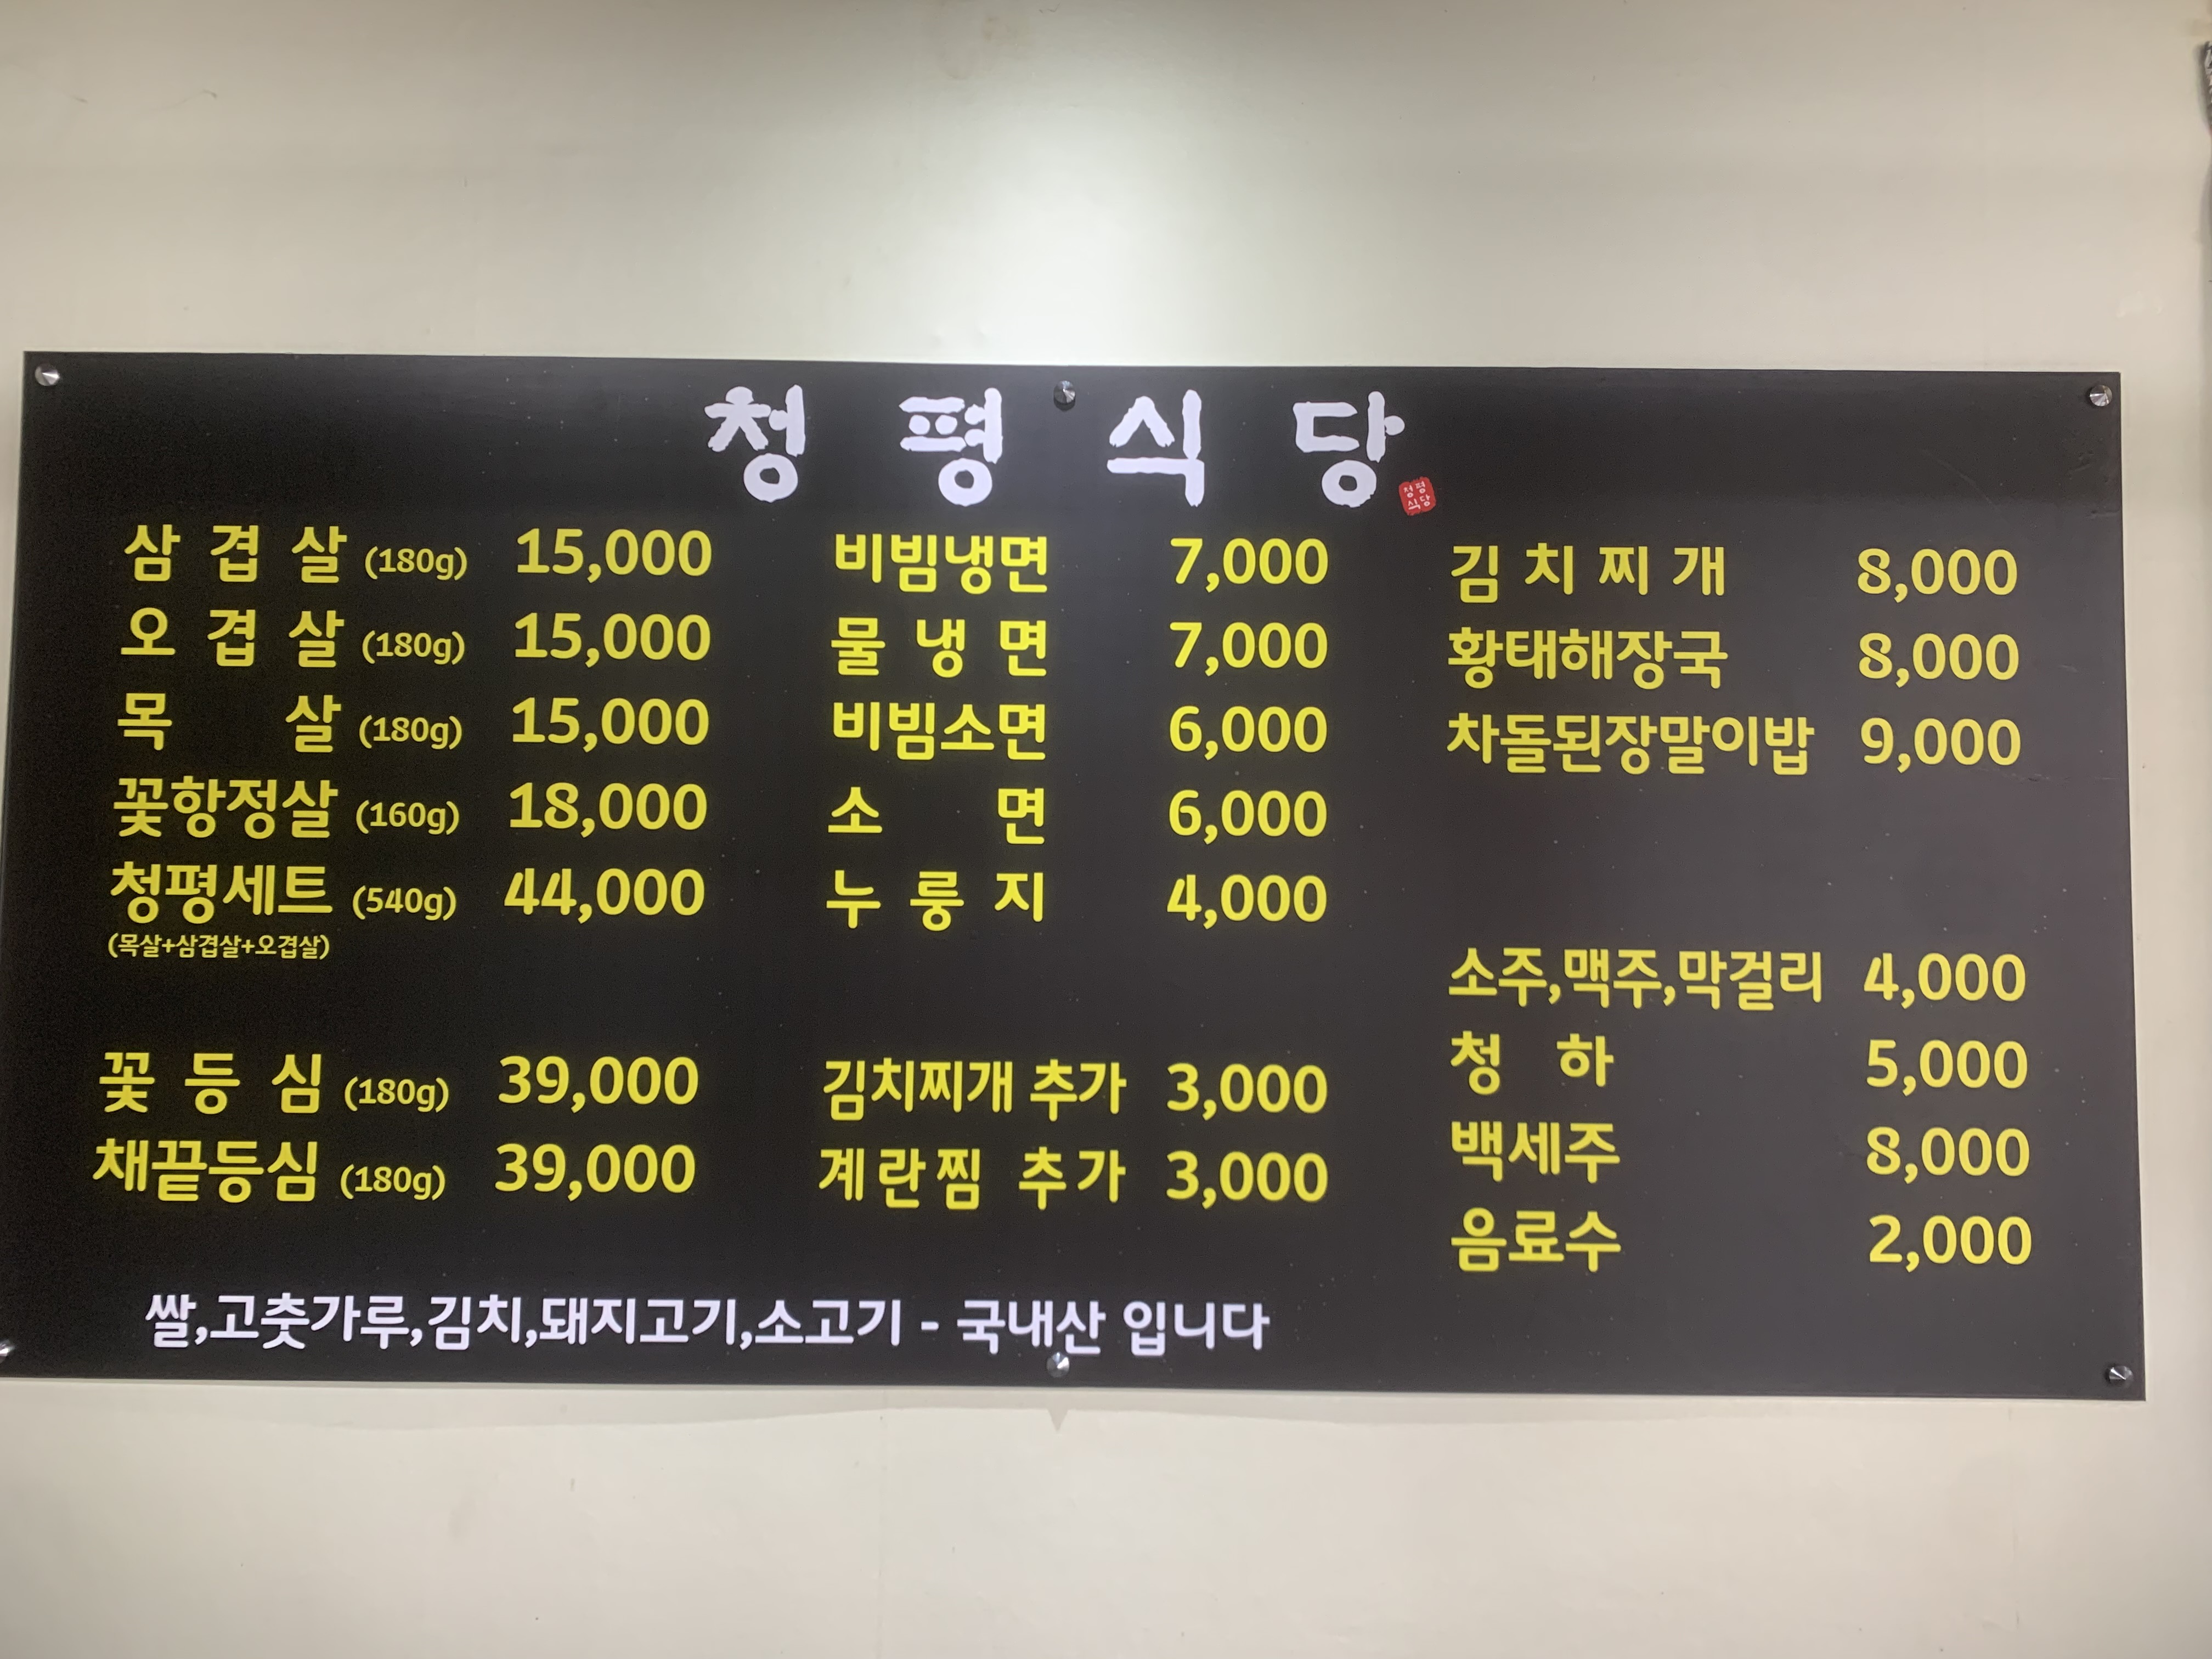 청평식당
청평
식당
삼겹살 (180g) 15,000
오겹살 (180g) 15,000
목살 (180g) 15,000
꽃항정살 (160g) 18,000
청평세트 (540g) 44,000
(목살+삼겹살+오겹살)
꽃등심 (180g) 39,000
채끝등심 (180g) 39,000
비빔냉면 7,000
물냉면 7,000
비빔소면 6,000
소면 6,000
누룽지 4,000
김치찌개 추가 3,000
계란찜 추가 3,000
김치찌개 8,000
황태해장국 8,000
차돌된장말이밥 9,000
소주,맥주,막걸리 4,000
청하 5,000
백세주 8,000
음료수 2,000
쌀,고춧가루,김치,돼지고기,소고기 - 국내산 입니다